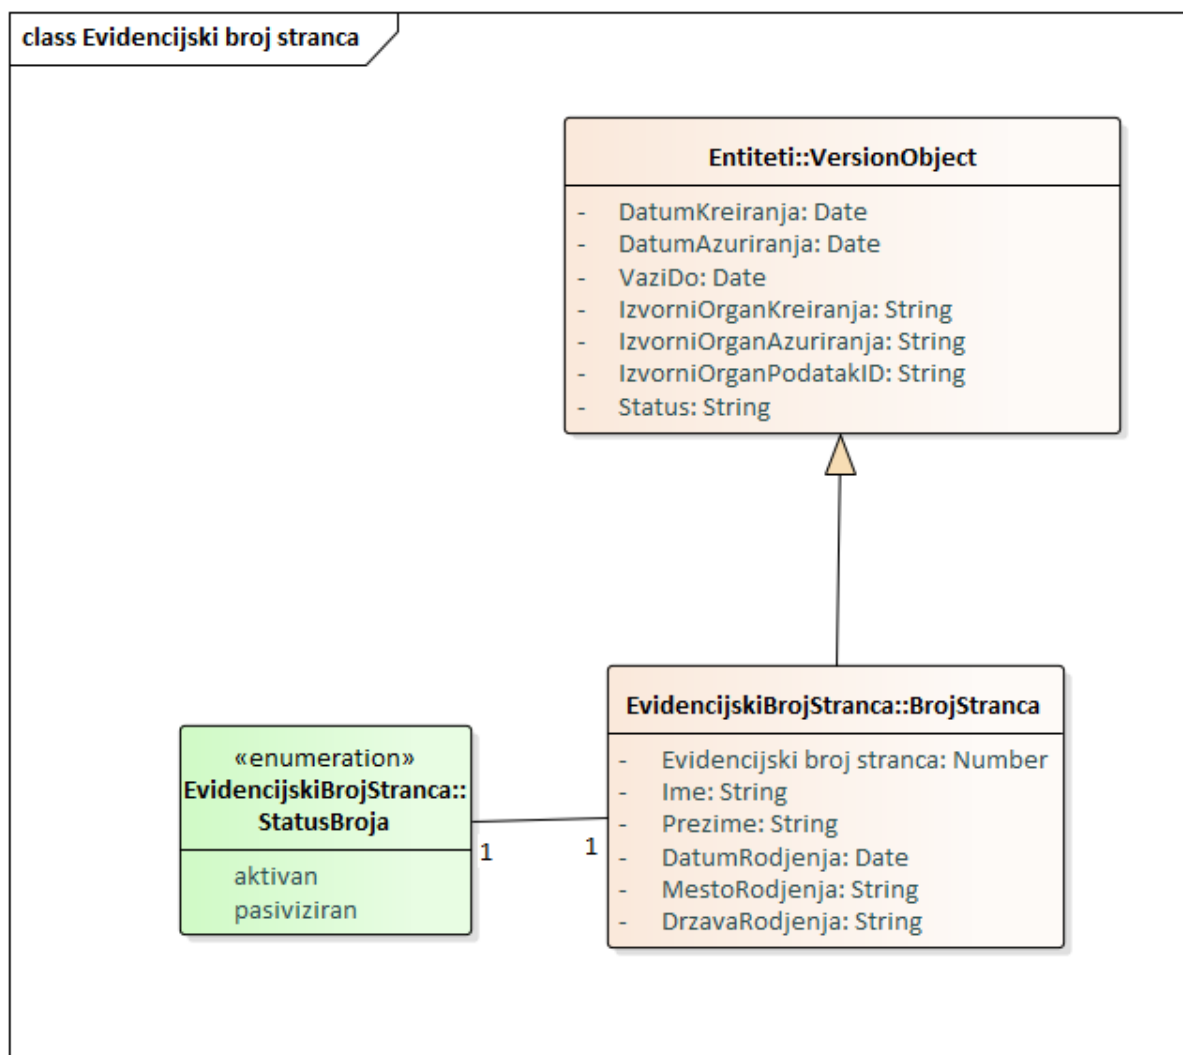 class Evidencijski broj stranca
Entiteti::VersionObject
- DatumKreiranja: Date
- DatumAzuriranja: Date
- VaziDo: Date
- IzvorniOrganKreiranja: String
- IzvorniOrganAzuriranja: String
- IzvorniOrganPodatakID: String
- Status: String
«enumeration»
EvidencijskiBrojStranca::
StatusBroja
aktivan
pasiviziran
1
1
EvidencijskiBrojStranca::BrojStranca
- Evidencijski broj stranca: Number
- Ime: String
- Prezime: String
- DatumRodjenja: Date
- MestoRodjenja: String
- DrzavaRodjenja: String